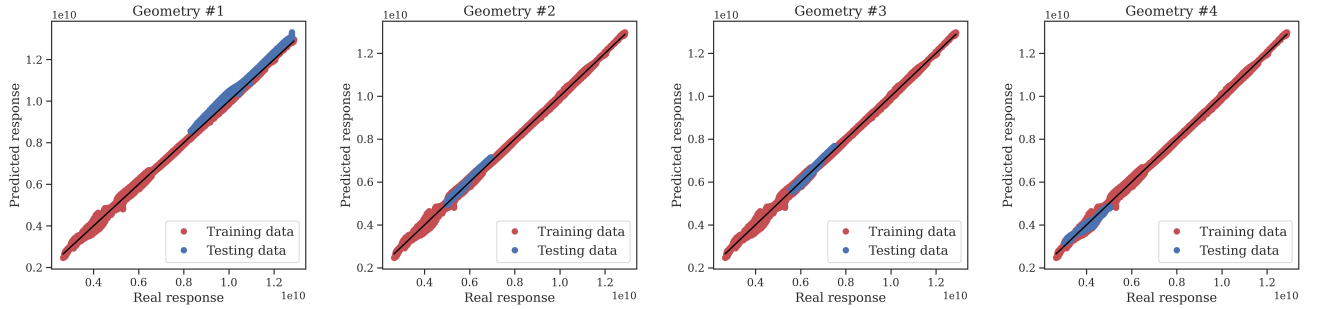 Geometry #1
1e10
Predicted response
1.2
1.0
0.8
0.6
0.4
0.2
Training data
Testing data
0.4 0.6 0.8 1.0 1.2
Real response
1e10
Geometry #2
1e10
Predicted response
1.2
1.0
0.8
0.6
0.4
0.2
Training data
Testing data
0.4 0.6 0.8 1.0 1.2
Real response
1e10
Geometry #3
1e10
Predicted response
1.2
1.0
0.8
0.6
0.4
0.2
Training data
Testing data
0.4 0.6 0.8 1.0 1.2
Real response
1e10
Geometry #4
1e10
Predicted response
1.2
1.0
0.8
0.6
0.4
0.2
Training data
Testing data
0.4 0.6 0.8 1.0 1.2
Real response
1e10